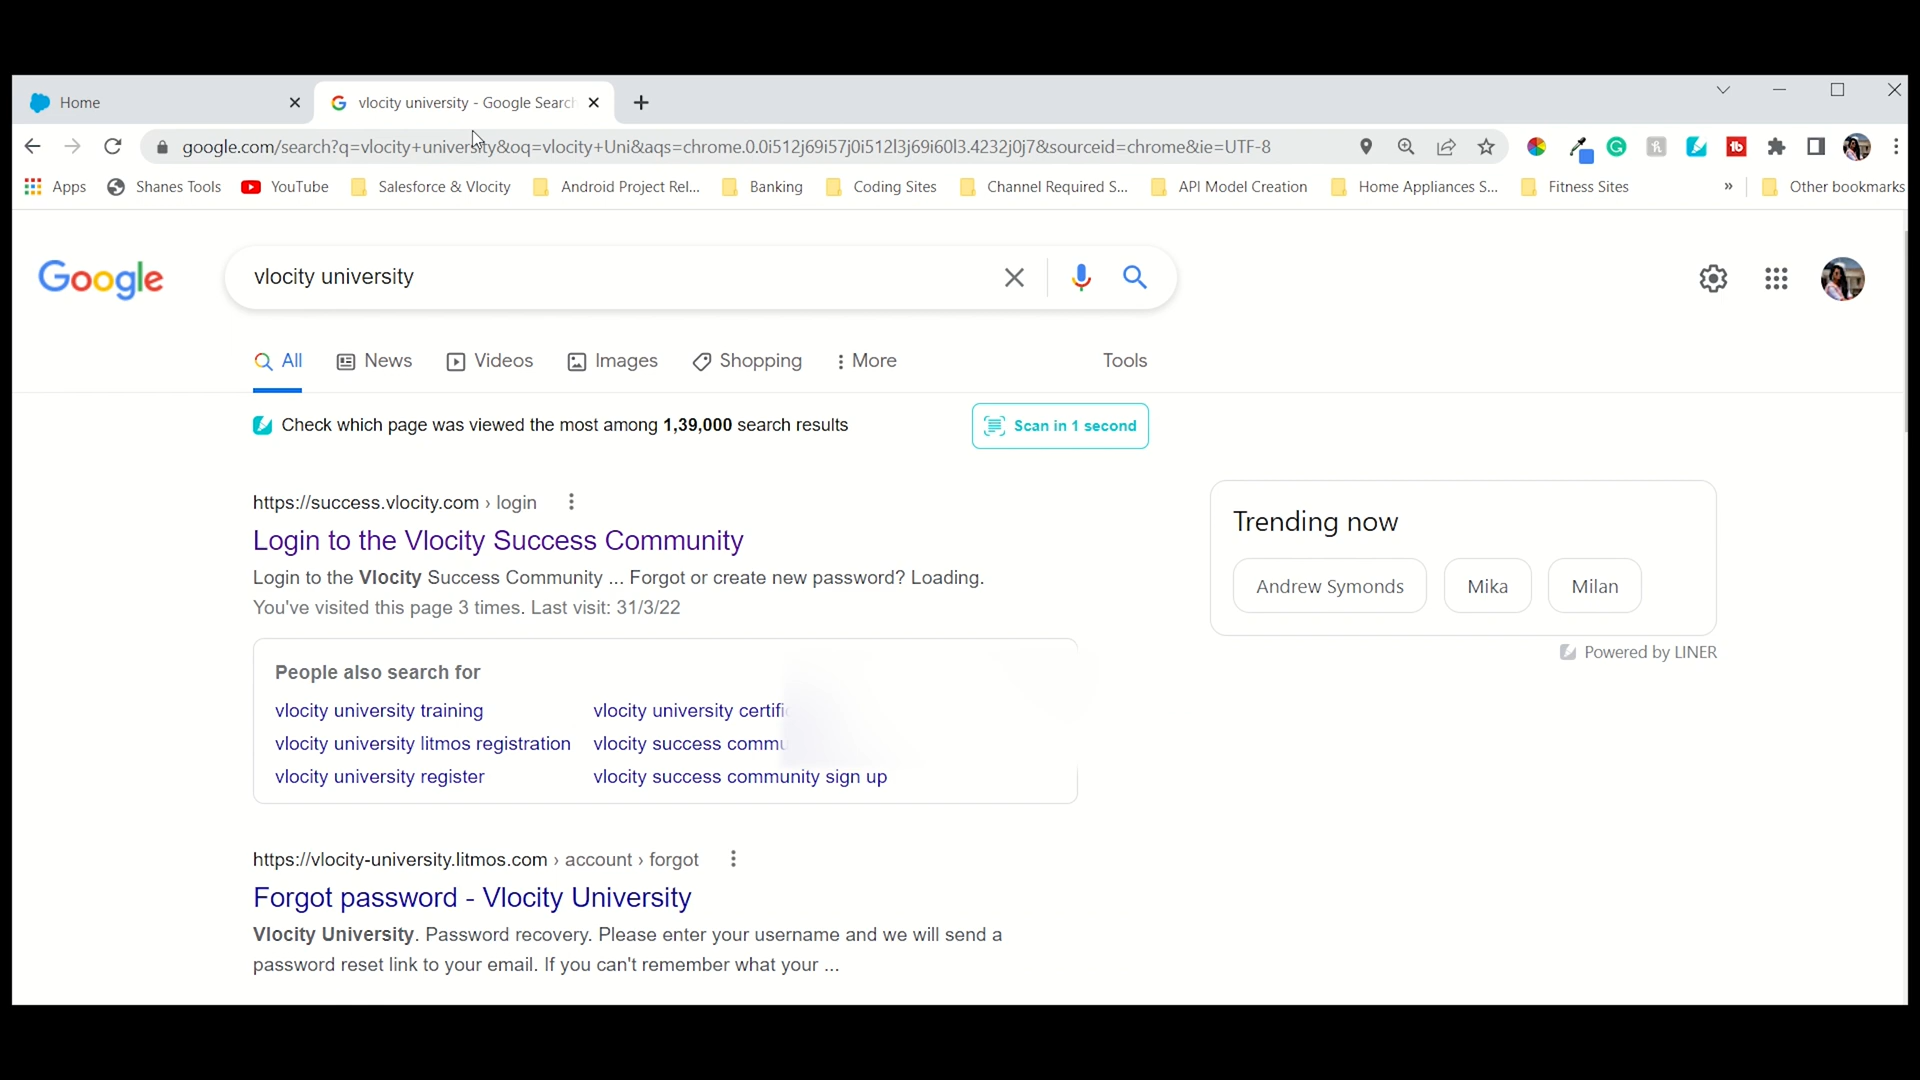 Home
vlocity university - Google Searc
google.com/search?q=vlocity+university&oq=vlocity+Uni&aqs=chrome.0.0i512j69i57j0i512l3j69i60l3.4232j0j7&sourceid=chrome&ie=UTF-8
Apps Shanes Tools YouTube Salesforce & Vlocity Android Project Rel... Banking Coding Sites Channel Required S... API Model Creation Home Appliances S... Fitness Sites » Other bookmarks
Google
vlocity university
All News Videos Images Shopping More Tools
Check which page was viewed the most among 1,39,000 search results
Scan in 1 second
https://success.vlocity.com › login
Login to the Vlocity Success Community
Login to the Vlocity Success Community ... Forgot or create new password? Loading.
You've visited this page 3 times. Last visit: 31/3/22
People also search for
vlocity university training vlocity university certifi
vlocity university litmos registration vlocity success commu
vlocity university register vlocity success community sign up
https://vlocity-university.litmos.com › account › forgot
Forgot password - Vlocity University
Vlocity University. Password recovery. Please enter your username and we will send a
password reset link to your email. If you can't remember what your ...
Trending now
Andrew Symonds Mika Milan
Powered by LINER